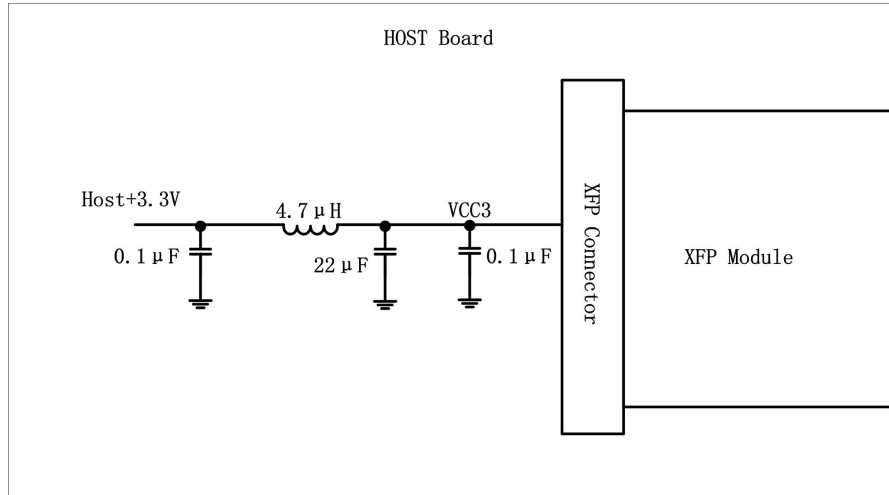 HOST Board
Host+3.3V
4.7μH
VCC3
0.1μF
22μF
0.1μF
XFP Connector
XFP Module